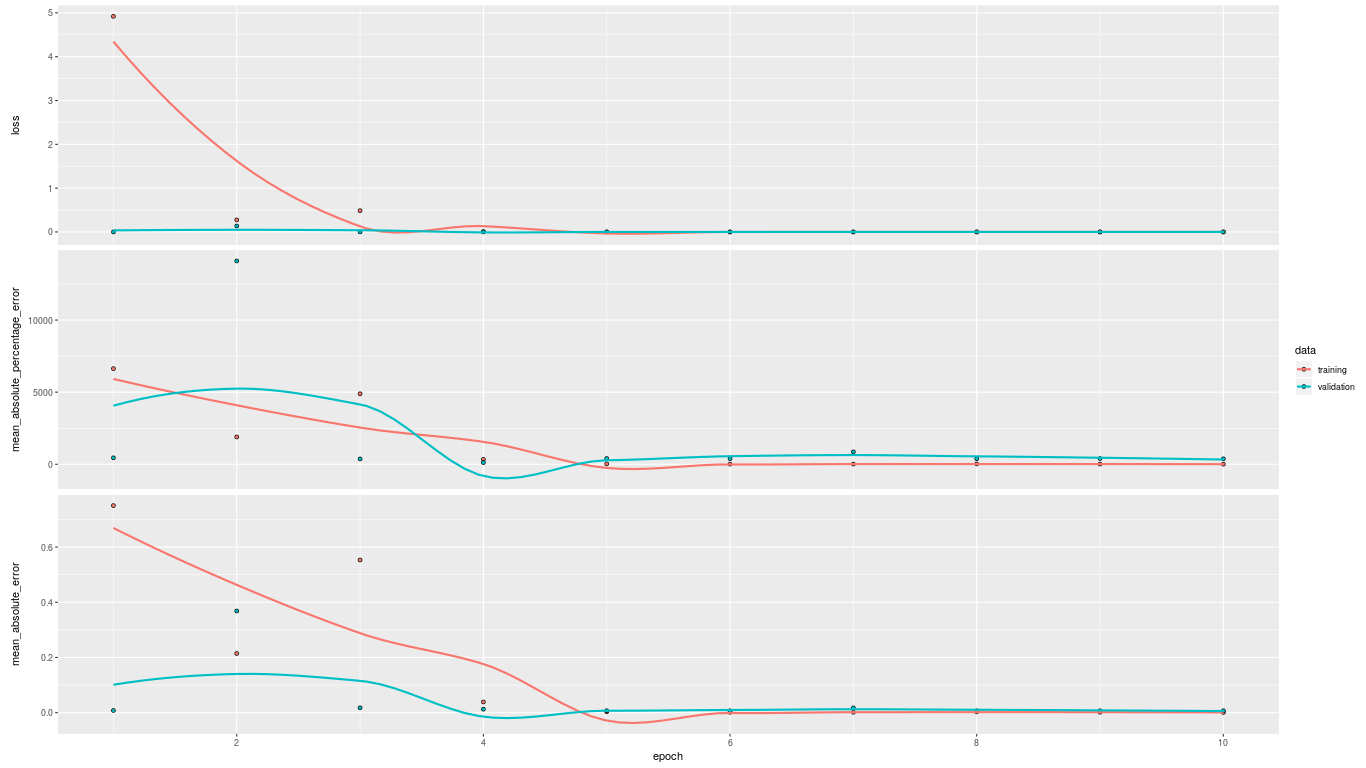 loss
5
4
3
2
1
0
mean_absolute_percentage_error
10000
5000
0
mean_absolute_error
0.6
0.4
0.2
0.0
2
4
6
8
10
epoch
data
training
validation